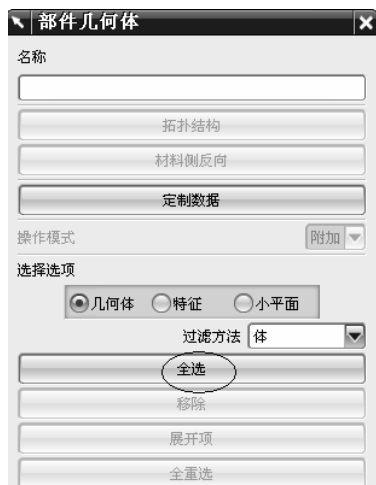 部件几何体
名称
拓扑结构
材料侧反向
定制数据
操作模式 附加
选择选项
几何体 特征 小平面
过滤方法 体
全选
移除
展开项
全重选